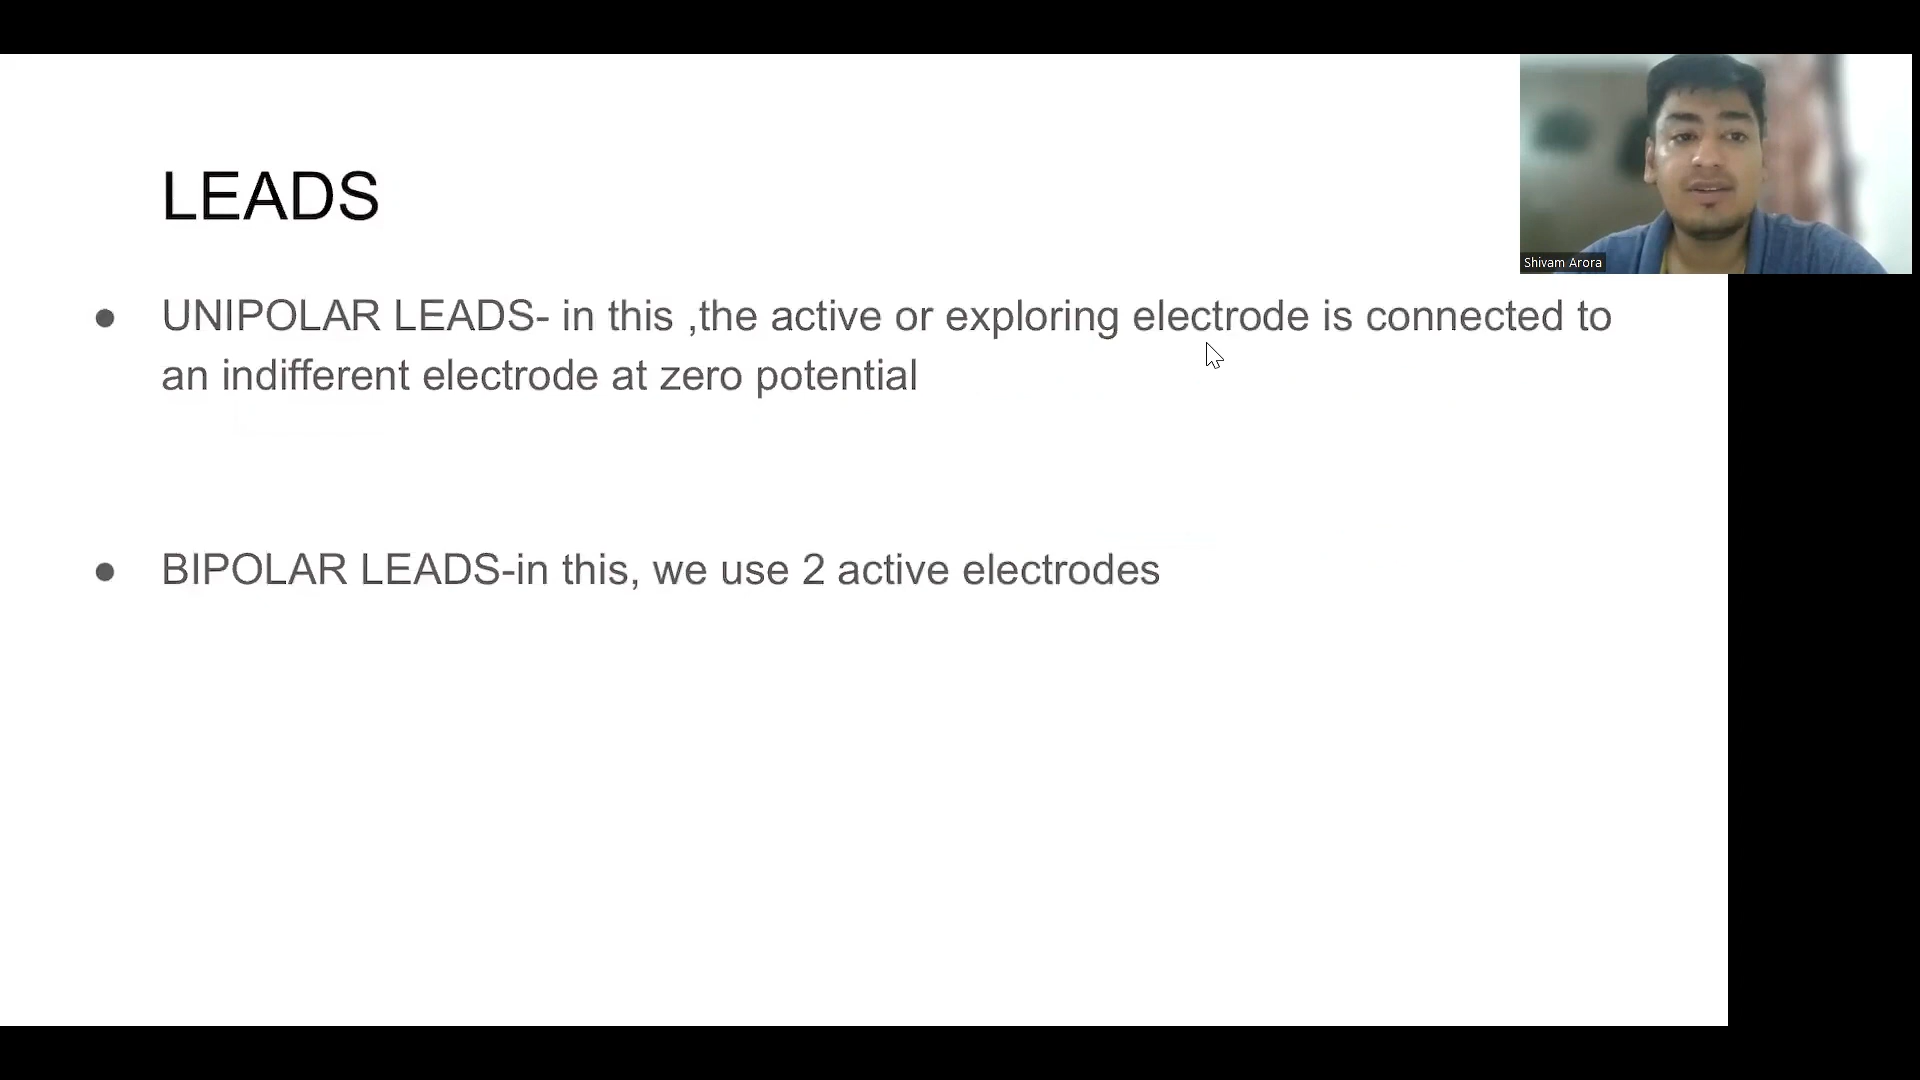 LEADS
Shivam Arora
● UNIPOLAR LEADS- in this ,the active or exploring electrode is connected to
an indifferent electrode at zero potential
● BIPOLAR LEADS-in this, we use 2 active electrodes